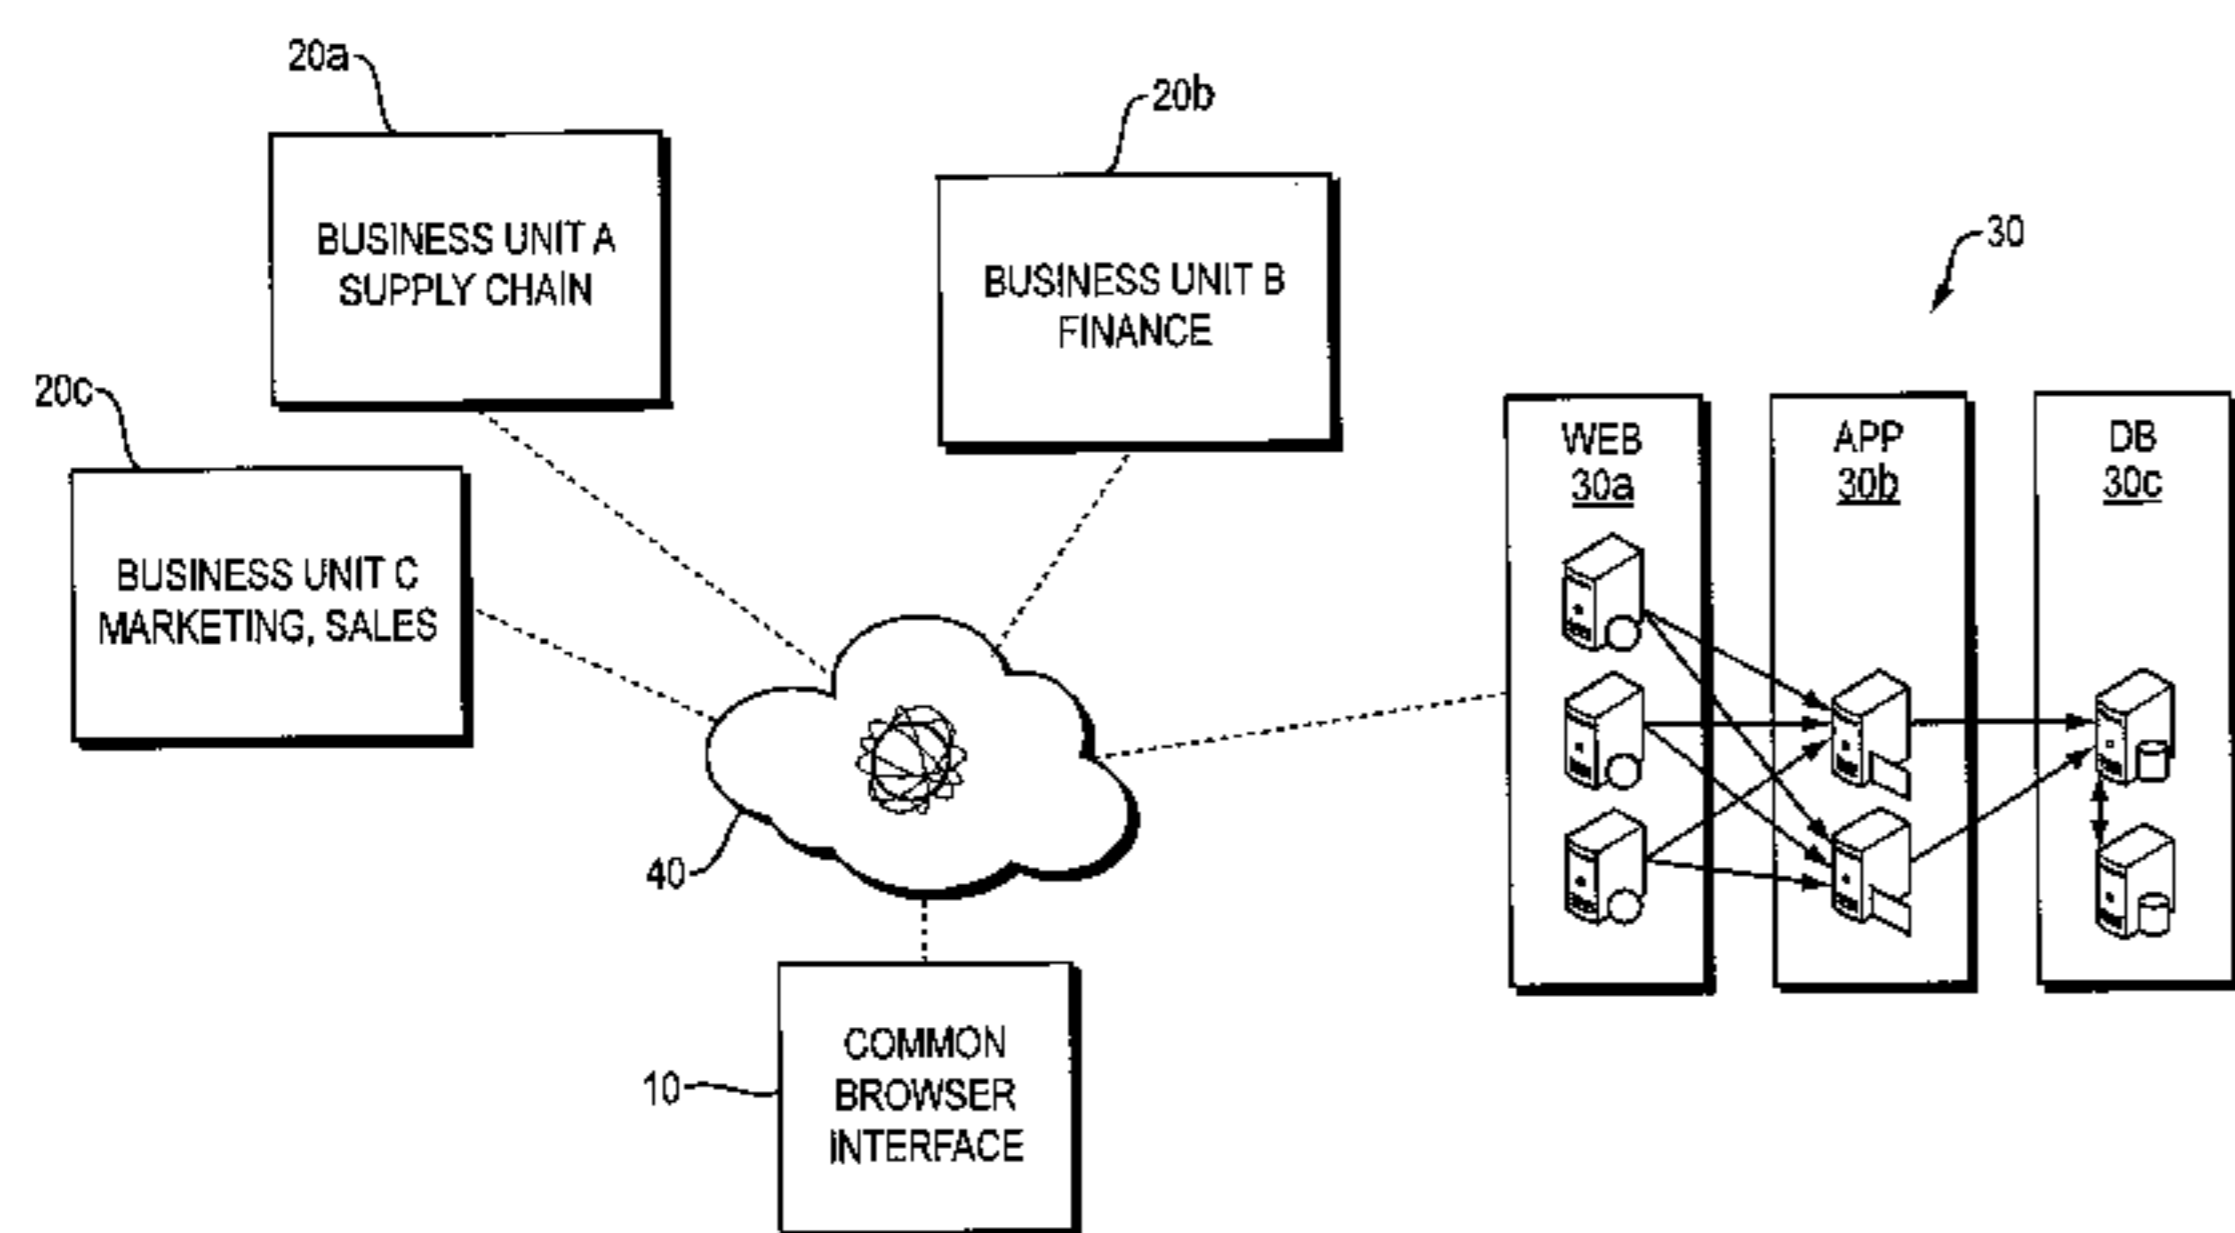 20a
20b
BUSINESS UNIT A
SUPPLY CHAIN
BUSINESS UNIT B
FINANCE
30
20c
BUSINESS UNIT C
MARKETING, SALES
WEB
30a
APP
30b
DB
30c
40
10
COMMON
BROWSER
INTERFACE